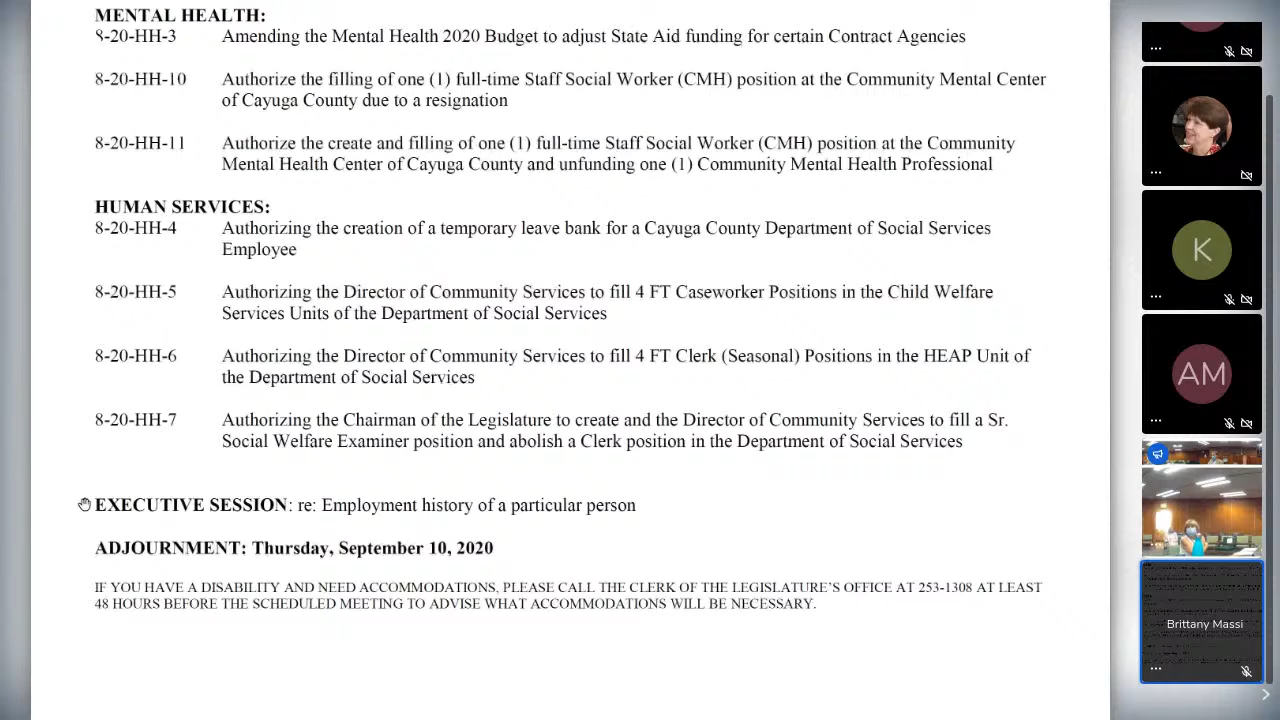 MENTAL HEALTH:
8-20-HH-3 Amending the Mental Health 2020 Budget to adjust State Aid funding for certain Contract Agencies
8-20-HH-10 Authorize the filling of one (1) full-time Staff Social Worker (CMH) position at the Community Mental Center
of Cayuga County due to a resignation
8-20-HH-11 Authorize the create and filling of one (1) full-time Staff Social Worker (CMH) position at the Community
Mental Health Center of Cayuga County and unfunding one (1) Community Mental Health Professional
HUMAN SERVICES:
8-20-HH-4 Authorizing the creation of a temporary leave bank for a Cayuga County Department of Social Services
Employee
8-20-HH-5 Authorizing the Director of Community Services to fill 4 FT Caseworker Positions in the Child Welfare
Services Units of the Department of Social Services
8-20-HH-6 Authorizing the Director of Community Services to fill 4 FT Clerk (Seasonal) Positions in the HEAP Unit of
the Department of Social Services
8-20-HH-7 Authorizing the Chairman of the Legislature to create and the Director of Community Services to fill a Sr.
Social Welfare Examiner position and abolish a Clerk position in the Department of Social Services
EXECUTIVE SESSION: re: Employment history of a particular person
ADJOURNMENT: Thursday, September 10, 2020
IF YOU HAVE A DISABILITY AND NEED ACCOMMODATIONS, PLEASE CALL THE CLERK OF THE LEGISLATURE'S OFFICE AT 253-1308 AT LEAST
48 HOURS BEFORE THE SCHEDULED MEETING TO ADVISE WHAT ACCOMMODATIONS WILL BE NECESSARY.
K
AM
Brittany Massi